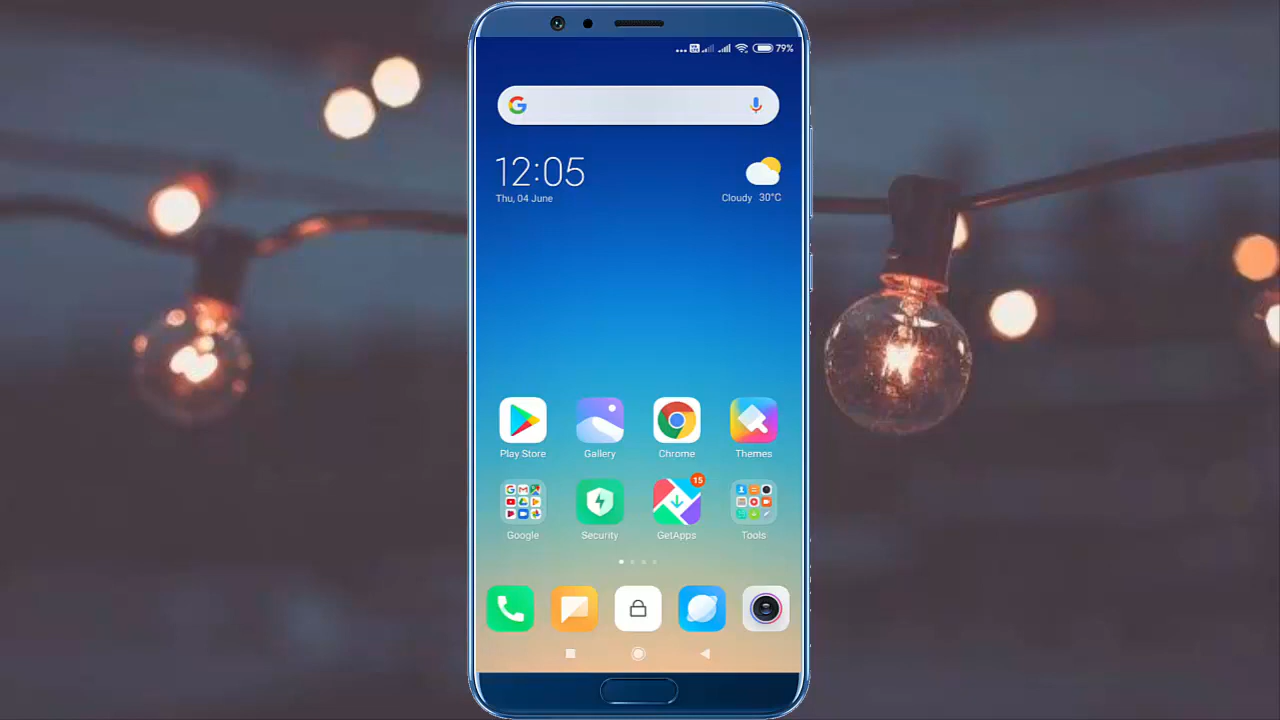 79%
12:05
Thu, 04 June
Cloudy 30°C
Play Store
Gallery
Chrome
Themes
15
Google
Security
GetApps
Tools